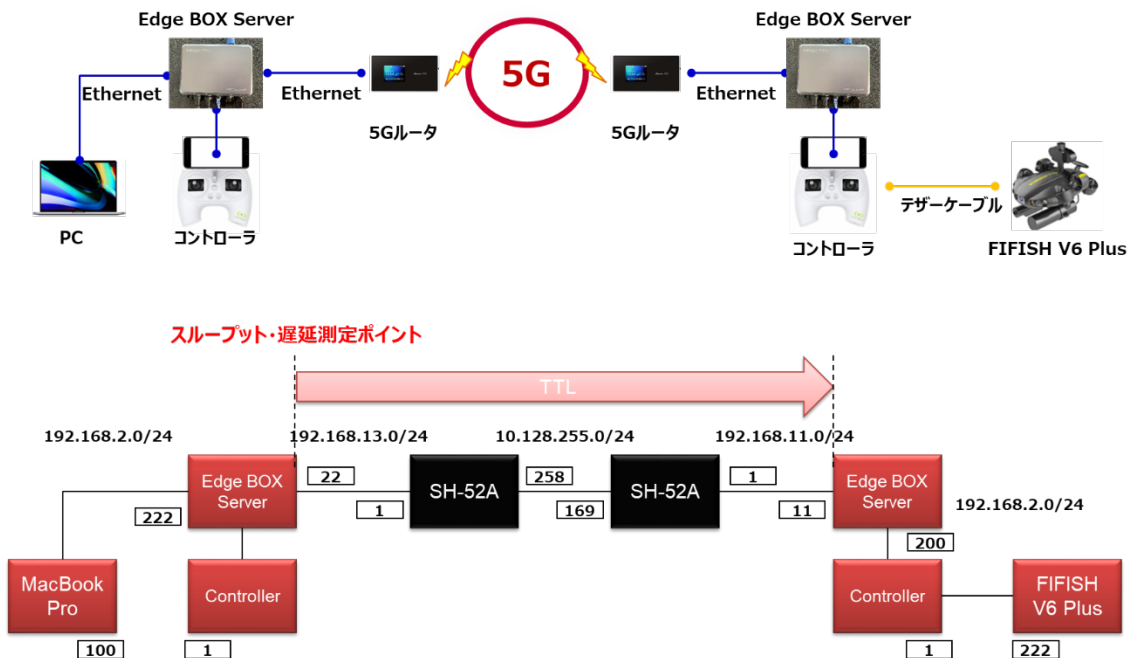 Edge BOX Server
Edge BOX Server
Ethernet
Ethernet
5G
Ethernet
5Gルータ
5Gルータ
テザーケーブル
PC
コントローラ
コントローラ
FIFISH V6 Plus
スループット・遅延測定ポイント
TTL
192.168.2.0/24
192.168.13.0/24
10.128.255.0/24
192.168.11.0/24
Edge BOX
Server
22
SH-52A
258
SH-52A
1
Edge BOX
Server
222
1
169
11
192.168.2.0/24
200
MacBook
Pro
Controller
Controller
FIFISH
V6 Plus
100
1
1
222